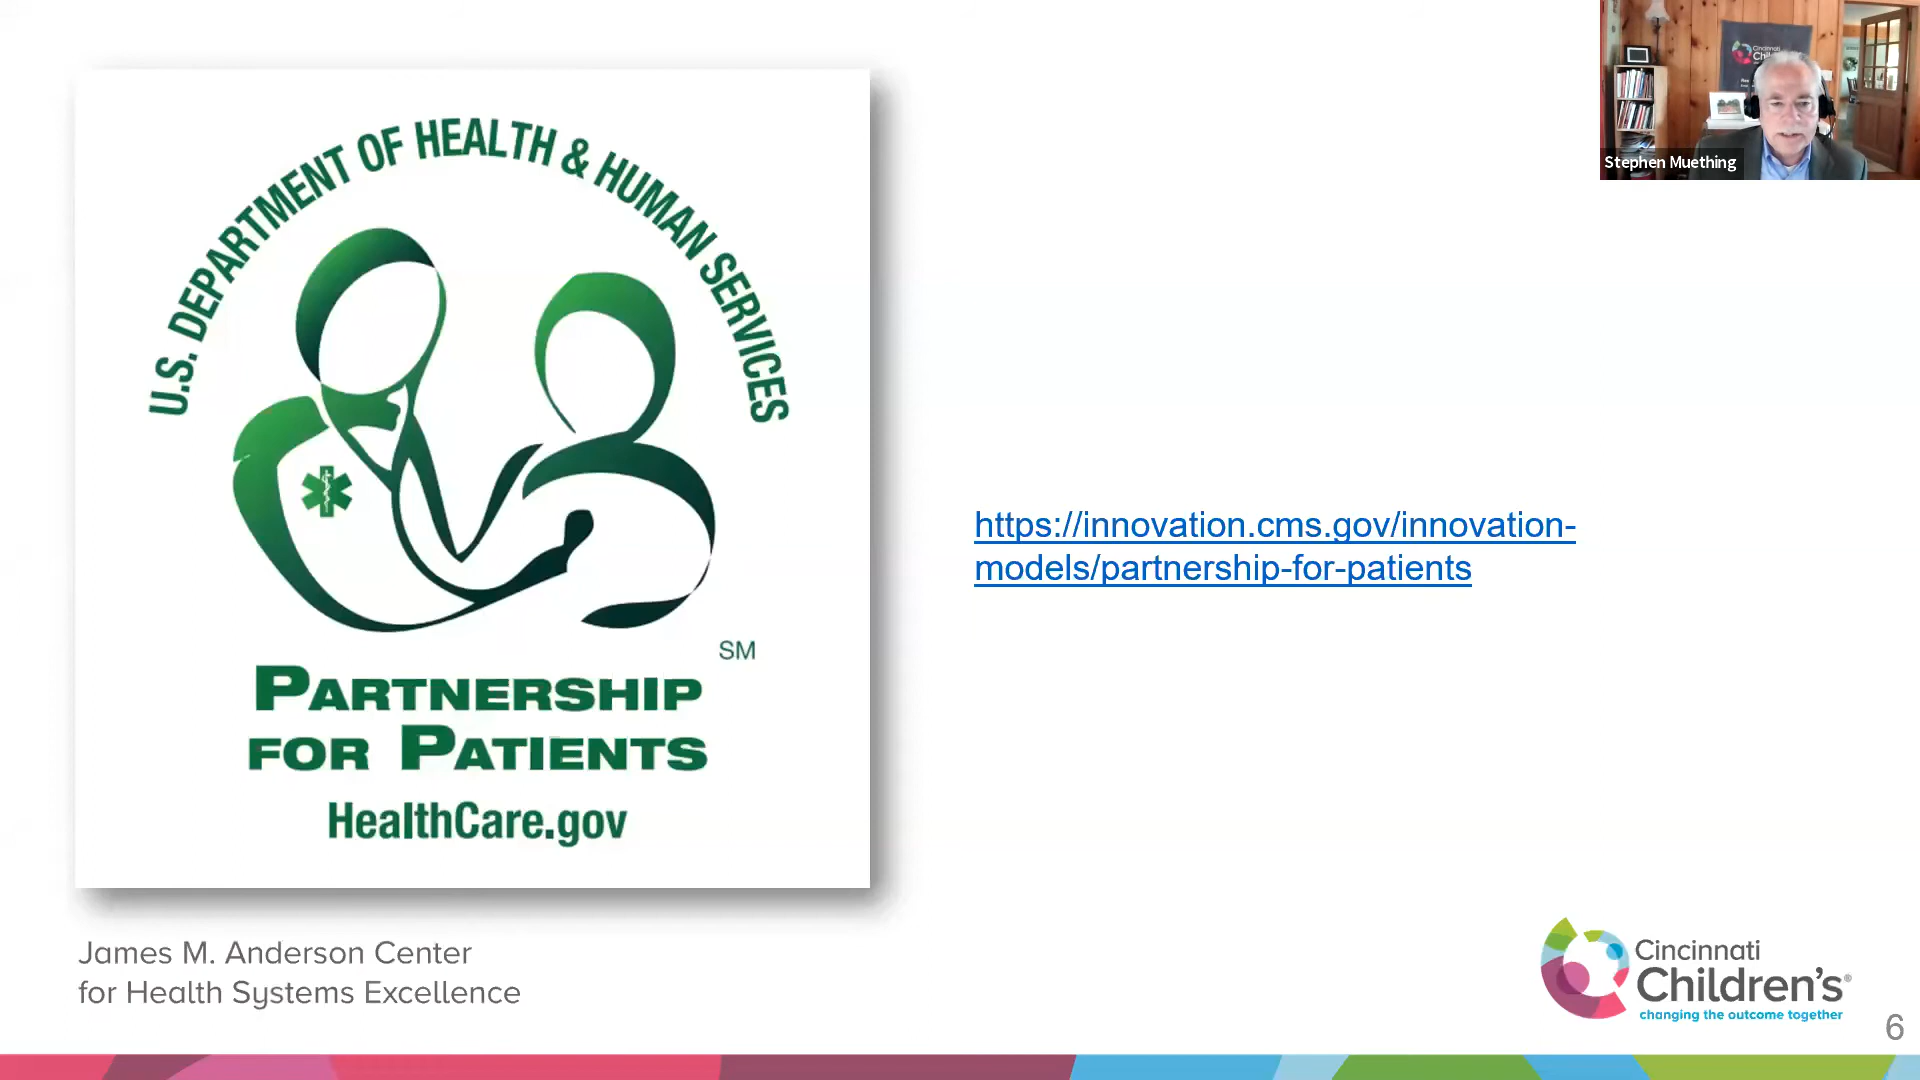 U.S. DEPARTMENT OF HEALTH & HUMAN SERVICES
SM
PARTNERSHIP
FOR PATIENTS
HealthCare.gov
https://innovation.cms.gov/innovation-
models/partnership-for-patients
Cincinnati
Stephen Muething
James M. Anderson Center
for Health Systems Excellence
Cincinnati
Children's®
changing the outcome together
6